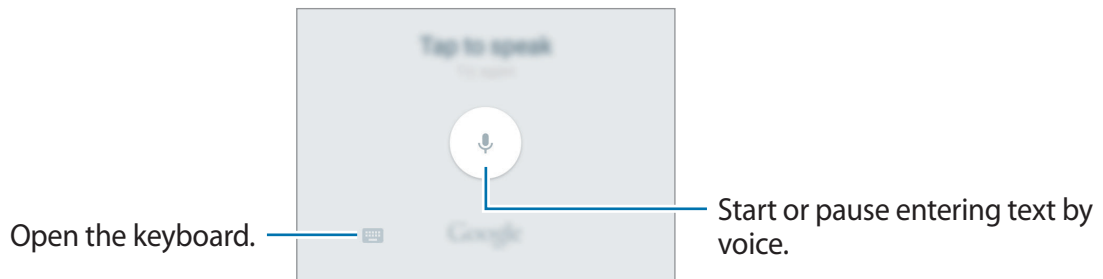 Tap to speak
Google
Open the keyboard.
Start or pause entering text by
voice.